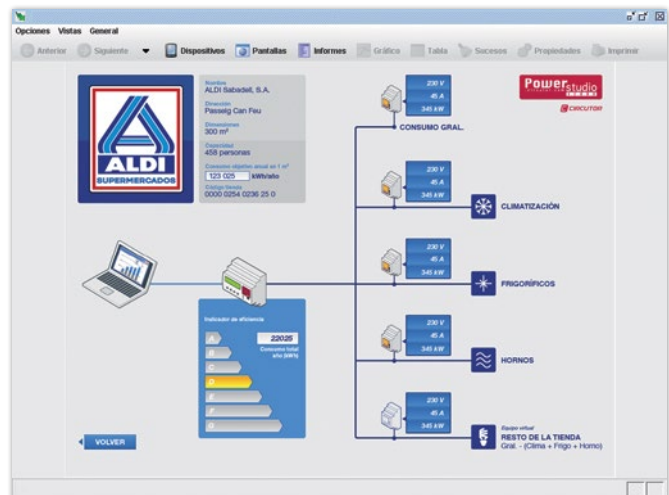 Opciones Vistas General
Anterior Siguiente Dispositivos Pantallas Informes Gráfico Tabla Sucesos Propiedades Imprimir
ALDI
SUPERMERCADOS
Nombre
ALDI Sabadell, S.A.
Dirección
Passeig Can Feu
Dimensiones
300 m²
Capacidad
458 personas
Consumo objetivo anual en 1 m²
123 025 kWh/año
Código tienda
0000 0254 0236 25 0
230 V
45 A
345 kW
CONSUMO GRAL.
Powerstudio
SCADA
CIRCUTOR
230 V
45 A
345 kW
CLIMATIZACIÓN
230 V
45 A
345 kW
FRIGORÍFICOS
Indicador de eficiencia
22025
Consumo total
año (kWh)
A
B
C
D
E
F
G
230 V
45 A
345 kW
HORNOS
230 V
45 A
345 kW
Equipo virtual
RESTO DE LA TIENDA
Gral. - (Clima + Frigo + Horno)
VOLVER